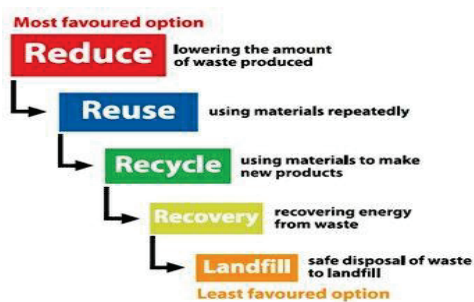 Most favoured option
Reduce
lowering the amount
of waste produced
Reuse
using materials repeatedly
Recycle
using materials to make
new products
Recovery
recovering energy
from waste
Landfill
safe disposal of waste
to landfill
Least favoured option